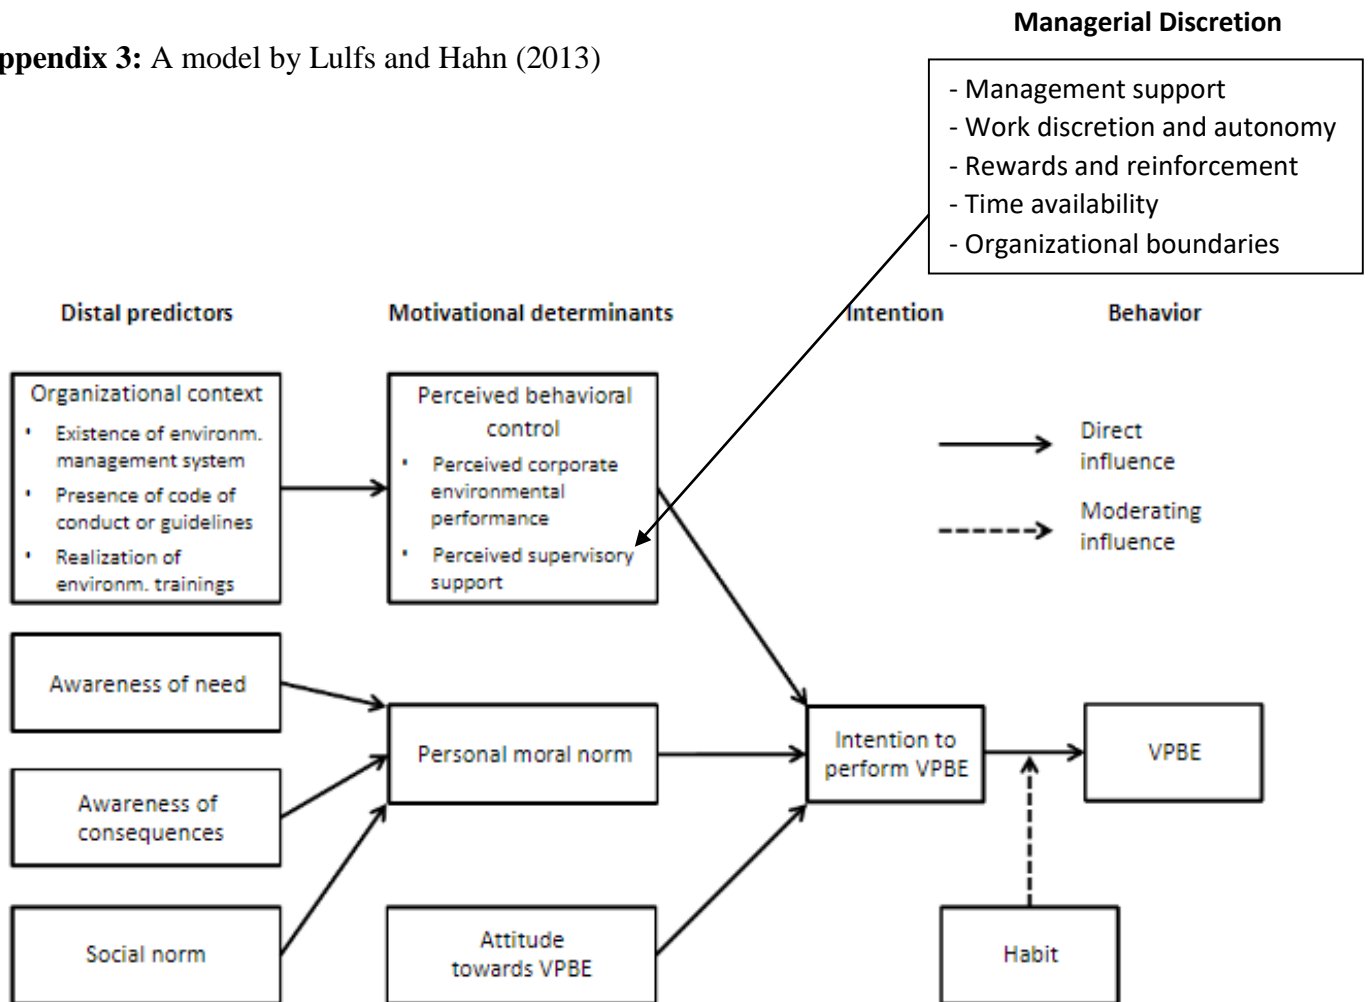 Managerial Discretion
ppendix 3: A model by Lulfs and Hahn (2013)
- Management support
- Work discretion and autonomy
- Rewards and reinforcement
- Time availability
- Organizational boundaries
Distal predictors
Motivational determinants
Intention
Behavior
Organizational context
• Existence of environm.
management system
• Presence of code of
conduct or guidelines
• Realization of
environm. trainings
Perceived behavioral
control
• Perceived corporate
environmental
performance
• Perceived supervisory
support
Direct
influence
Moderating
influence
Awareness of need
Personal moral norm
Intention to
perform VPBE
VPBE
Awareness of
consequences
Social norm
Attitude
towards VPBE
Habit